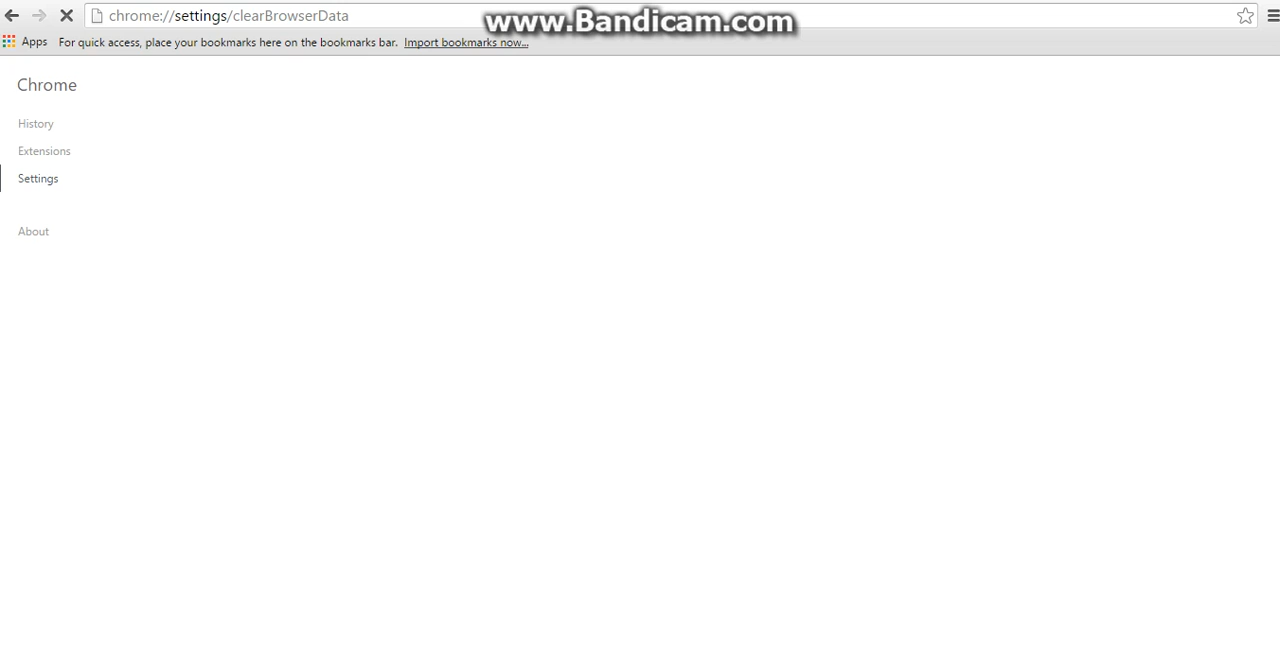 chrome://settings/clearBrowserData
www.Bandicam.com
Apps For quick access, place your bookmarks here on the bookmarks bar. Import bookmarks now...
Chrome
History
Extensions
Settings
About